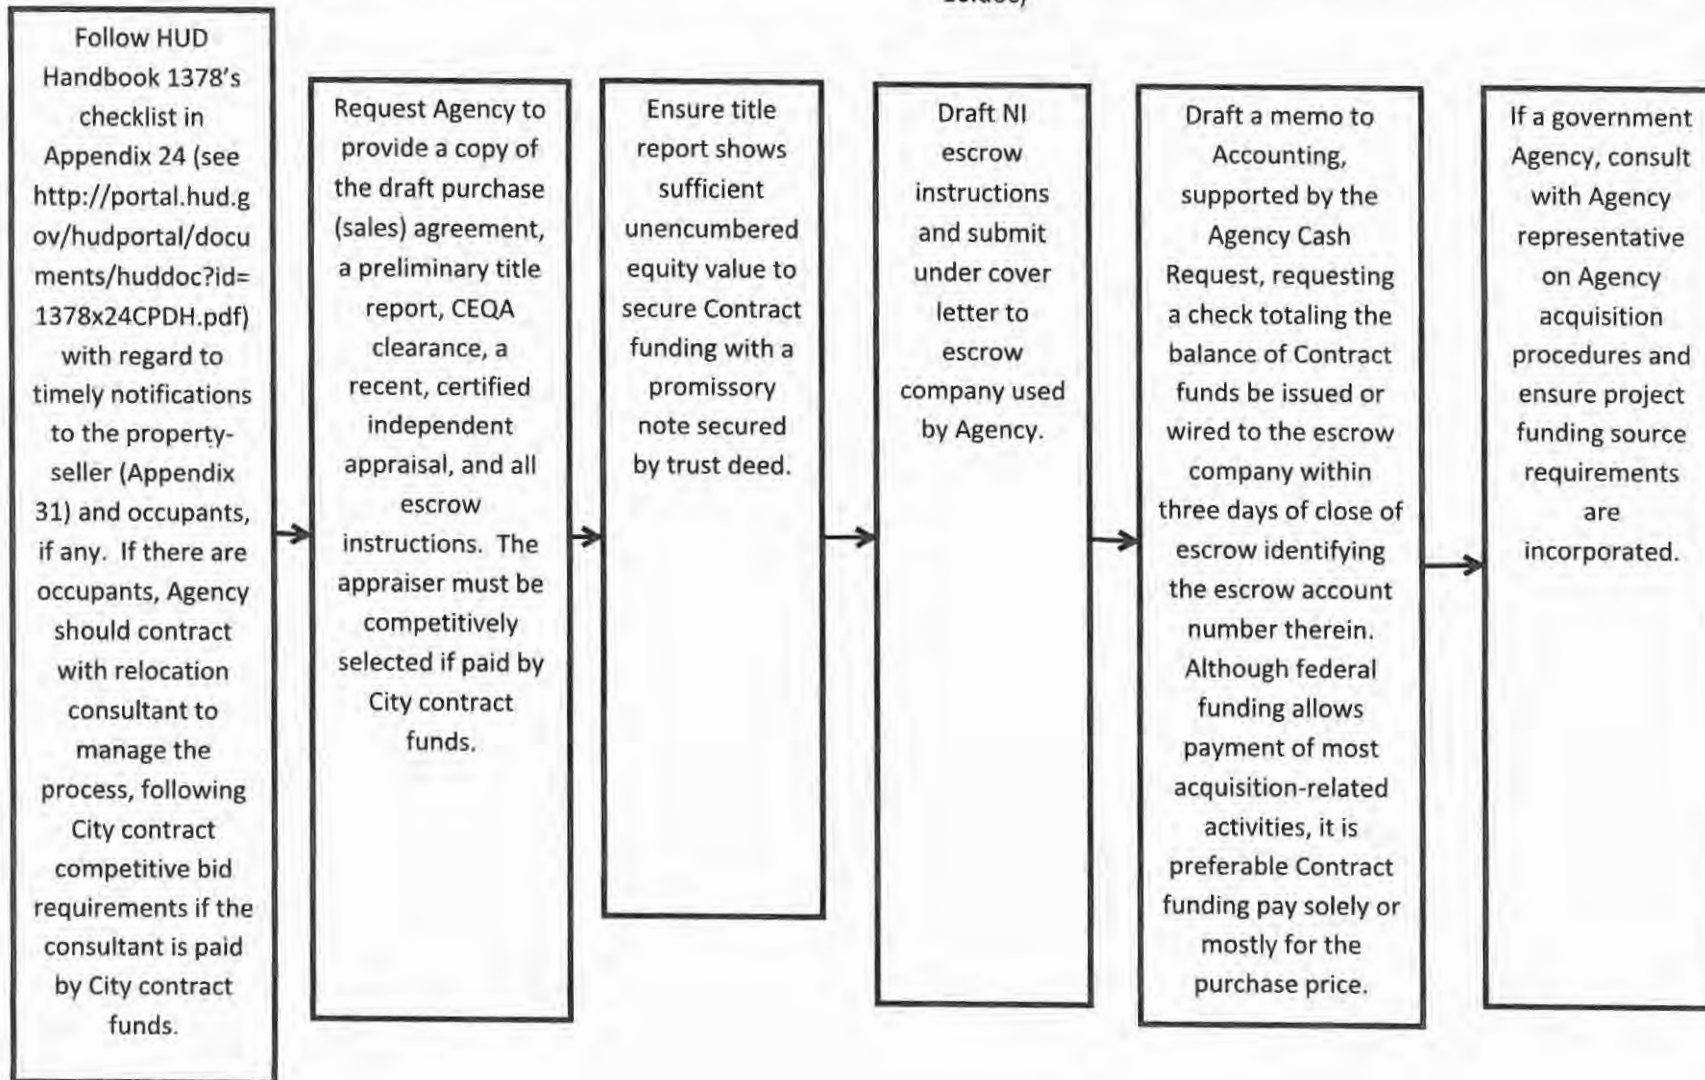 Follow HUD
Handbook 1378's
checklist in
Appendix 24 (see
http://portal.hud.g
ov/hudportal/docu
ments/huddoc?id=
1378x24CPDH.pdf)
with regard to
timely notifications
to the property-
seller (Appendix
31) and occupants,
if any. If there are
occupants, Agency
should contract
with relocation
consultant to
manage the
process, following
City contract
competitive bid
requirements if the
consultant is paid
by City contract
funds.
Request Agency to
provide a copy of
the draft purchase
(sales) agreement,
a preliminary title
report, CEQA
clearance, a
recent, certified
independent
appraisal, and all
escrow
instructions. The
appraiser must be
competitively
selected if paid by
City contract
funds.
Ensure title
report shows
sufficient
unencumbered
equity value to
secure Contract
funding with a
promissory
note secured
by trust deed.
Draft NI
escrow
instructions
and submit
under cover
letter to
escrow
company used
by Agency.
Draft a memo to
Accounting,
supported by the
Agency Cash
Request, requesting
a check totaling the
balance of Contract
funds be issued or
wired to the escrow
company within
three days of close of
escrow identifying
the escrow account
number therein.
Although federal
funding allows
payment of most
acquisition-related
activities, it is
preferable Contract
funding pay solely or
mostly for the
purchase price.
If a government
Agency, consult
with Agency
representative
on Agency
acquisition
procedures and
ensure project
funding source
requirements
are
incorporated.